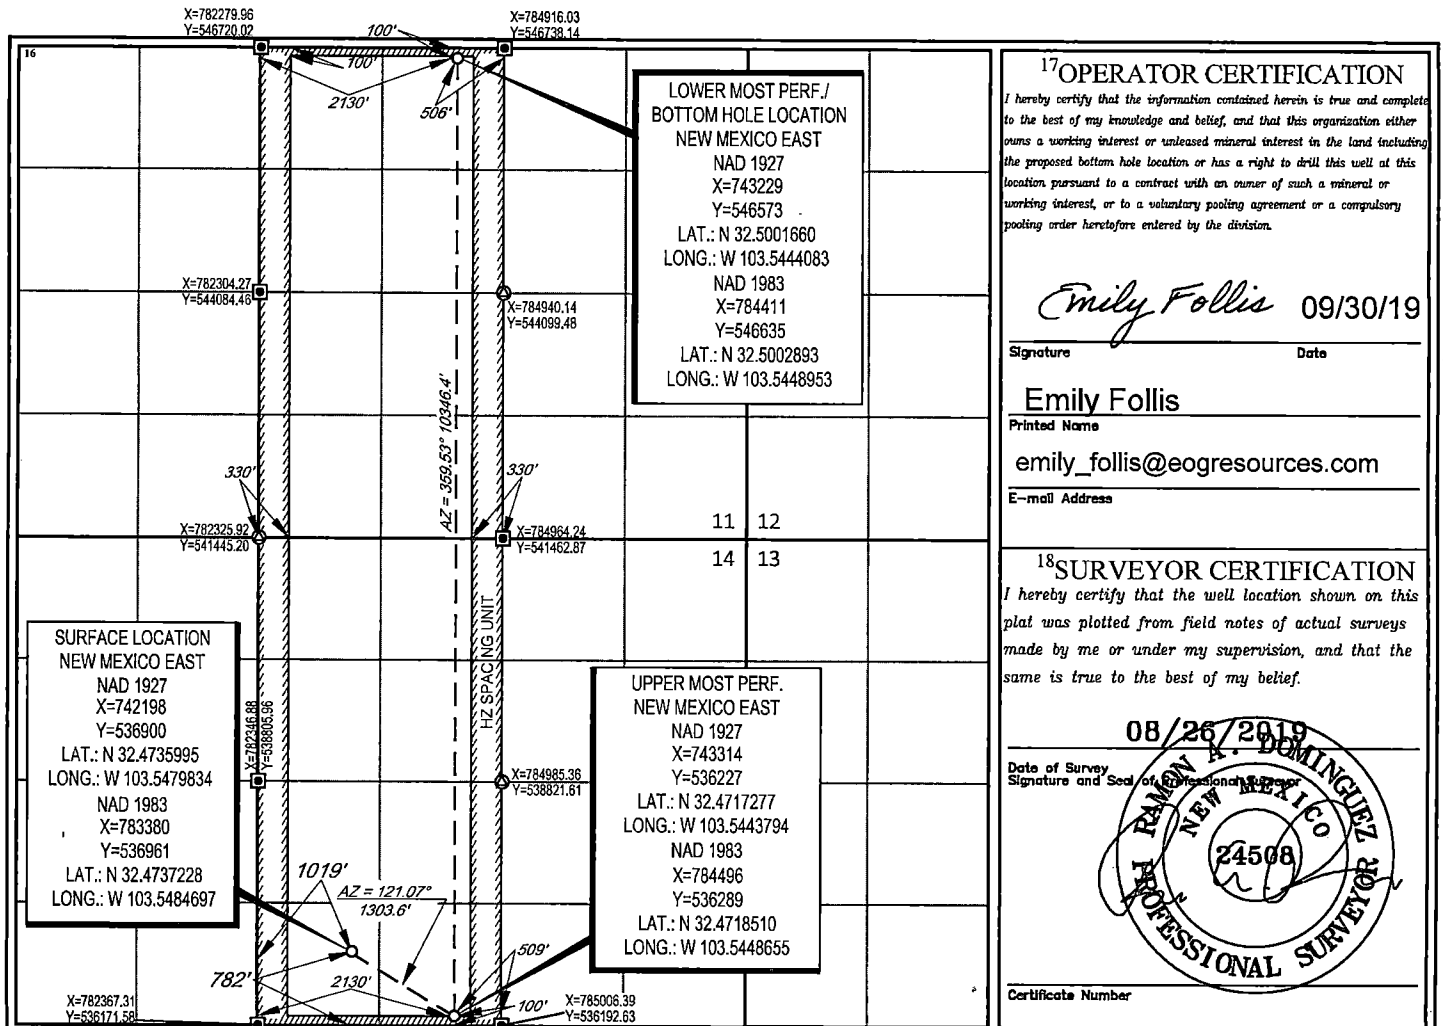 X=782279.96
Y=546720.02
X=784916.03
Y=546738.14
16
100'
100'
2130'
506'
LOWER MOST PERF./
BOTTOM HOLE LOCATION
NEW MEXICO EAST
NAD 1927
X=743229
Y=546573
LAT.: N 32.5001660
LONG.: W 103.5444083
NAD 1983
X=784411
Y=546635
LAT.: N 32.5002893
LONG.: W 103.5448953
X=782304.27
Y=544084.46
X=784940.14
Y=544099.48
AZ = 359.53° 10346.4'
330'
330'
X=782325.92
Y=541445.20
X=784964.24
Y=541462.87
11 12
14 13
SURFACE LOCATION
NEW MEXICO EAST
NAD 1927
X=742198
Y=536900
LAT.: N 32.4735995
LONG.: W 103.5479834
NAD 1983
X=783380
Y=536961
LAT.: N 32.4737228
LONG.: W 103.5484697
X=782346.88
Y=538805.96
HZ SPACING UNIT
X=784985.36
Y=538821.61
UPPER MOST PERF.
NEW MEXICO EAST
NAD 1927
X=743314
Y=536227
LAT.: N 32.4717277
LONG.: W 103.5443794
NAD 1983
X=784496
Y=536289
LAT.: N 32.4718510
LONG.: W 103.5448655
1019'
AZ = 121.07°
1303.6'
782'
2130'
509'
100'
X=782367.31
Y=536171.58
X=785006.39
Y=536192.63
17 OPERATOR CERTIFICATION
I hereby certify that the information contained herein is true and complete
to the best of my knowledge and belief, and that this organization either
owns a working interest or unleased mineral interest in the land including
the proposed bottom hole location or has a right to drill this well at this
location pursuant to a contract with an owner of such a mineral or
working interest, or to a voluntary pooling agreement or a compulsory
pooling order heretofore entered by the division.
Emily Follis 09/30/19
Signature Date
Emily Follis
Printed Name
emily_follis@eogresources.com
E-mail Address
18 SURVEYOR CERTIFICATION
I hereby certify that the well location shown on this
plat was plotted from field notes of actual surveys
made by me or under my supervision, and that the
same is true to the best of my belief.
08/26/2019
Date of Survey
Signature and Seal of Professional Surveyor
RAMON A. DOMINGUEZ
NEW MEXICO
24508
PROFESSIONAL SURVEYOR
Certificate Number